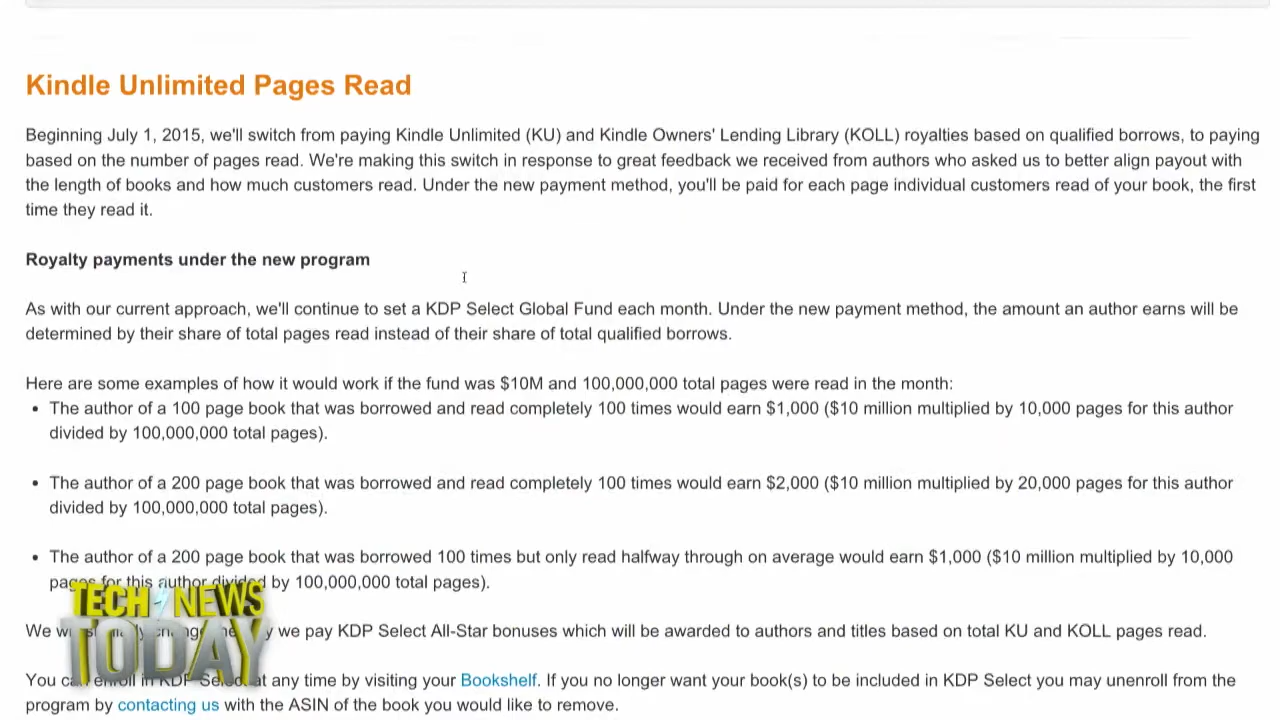 Kindle Unlimited Pages Read
Beginning July 1, 2015, we'll switch from paying Kindle Unlimited (KU) and Kindle Owners' Lending Library (KOLL) royalties based on qualified borrows, to paying
based on the number of pages read. We're making this switch in response to great feedback we received from authors who asked us to better align payout with
the length of books and how much customers read. Under the new payment method, you'll be paid for each page individual customers read of your book, the first
time they read it.
Royalty payments under the new program
As with our current approach, we'll continue to set a KDP Select Global Fund each month. Under the new payment method, the amount an author earns will be
determined by their share of total pages read instead of their share of total qualified borrows.
Here are some examples of how it would work if the fund was $10M and 100,000,000 total pages were read in the month:
• The author of a 100 page book that was borrowed and read completely 100 times would earn $1,000 ($10 million multiplied by 10,000 pages for this author
divided by 100,000,000 total pages).
• The author of a 200 page book that was borrowed and read completely 100 times would earn $2,000 ($10 million multiplied by 20,000 pages for this author
divided by 100,000,000 total pages).
• The author of a 200 page book that was borrowed 100 times but only read halfway through on average would earn $1,000 ($10 million multiplied by 10,000
pages for this author divided by 100,000,000 total pages).
We we pay KDP Select All-Star bonuses which will be awarded to authors and titles based on total KU and KOLL pages read.
You can enroll in KDP Select at any time by visiting your Bookshelf. If you no longer want your book(s) to be included in KDP Select you may unenroll from the
program by contacting us with the ASIN of the book you would like to remove.
TECH NEWS
TODAY